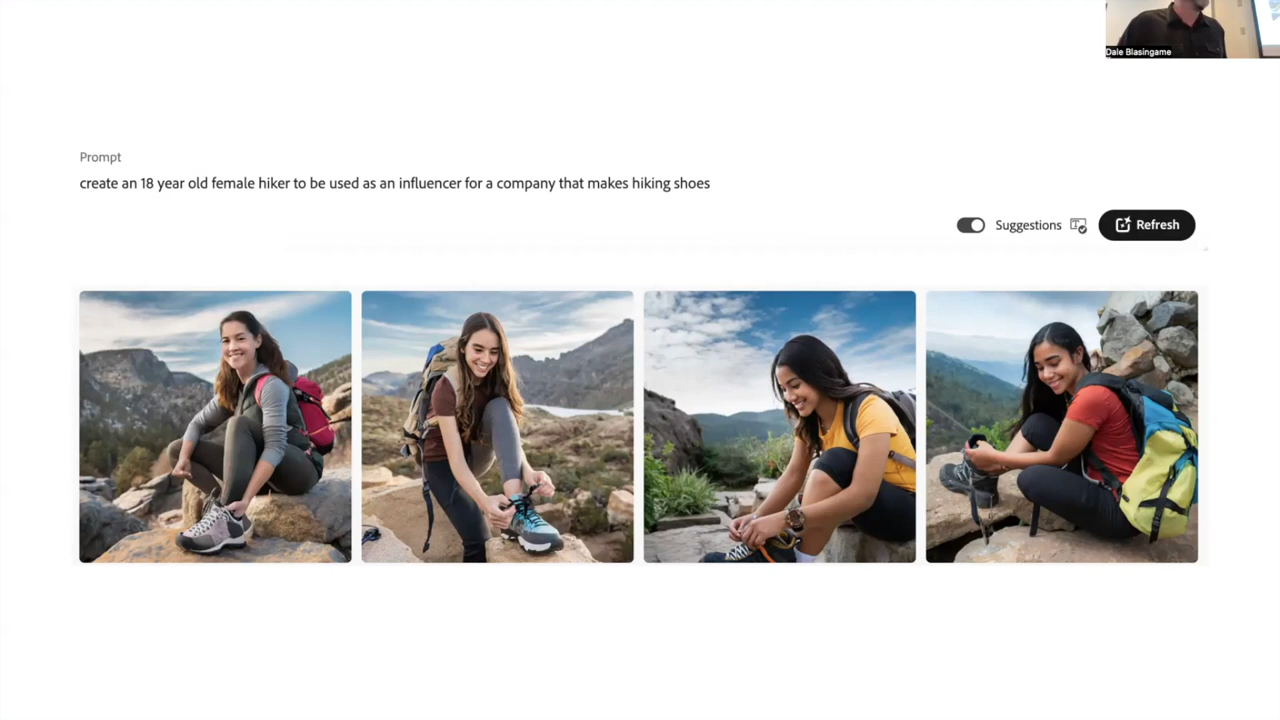 Dale Blasingame
Prompt
create an 18 year old female hiker to be used as an influencer for a company that makes hiking shoes
Suggestions
Refresh